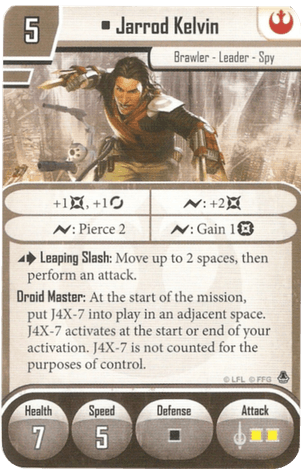 5
Jarrod Kelvin
Brawler - Leader - Spy
+1, +1
: +2
: Pierce 2
: Gain 1
Leaping Slash: Move up to 2 spaces, then
perform an attack.
Droid Master: At the start of the mission,
put J4X-7 into play in an adjacent space.
J4X-7 activates at the start or end of your
activation. J4X-7 is not counted for the
purposes of control.
© LFL © FFG
Health
Speed
Defense
Attack
7
5